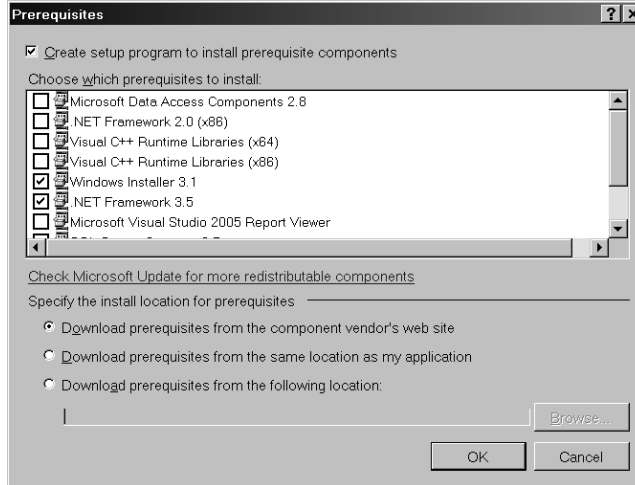 Prerequisites
Create setup program to install prerequisite components
Choose which prerequisites to install:
Microsoft Data Access Components 2.8
.NET Framework 2.0 (x86)
Visual C++ Runtime Libraries (x64)
Visual C++ Runtime Libraries (x86)
Windows Installer 3.1
.NET Framework 3.5
Microsoft Visual Studio 2005 Report Viewer
Check Microsoft Update for more redistributable components
Specify the install location for prerequisites
Download prerequisites from the component vendor's web site
Download prerequisites from the same location as my application
Download prerequisites from the following location:
Browse...
OK Cancel